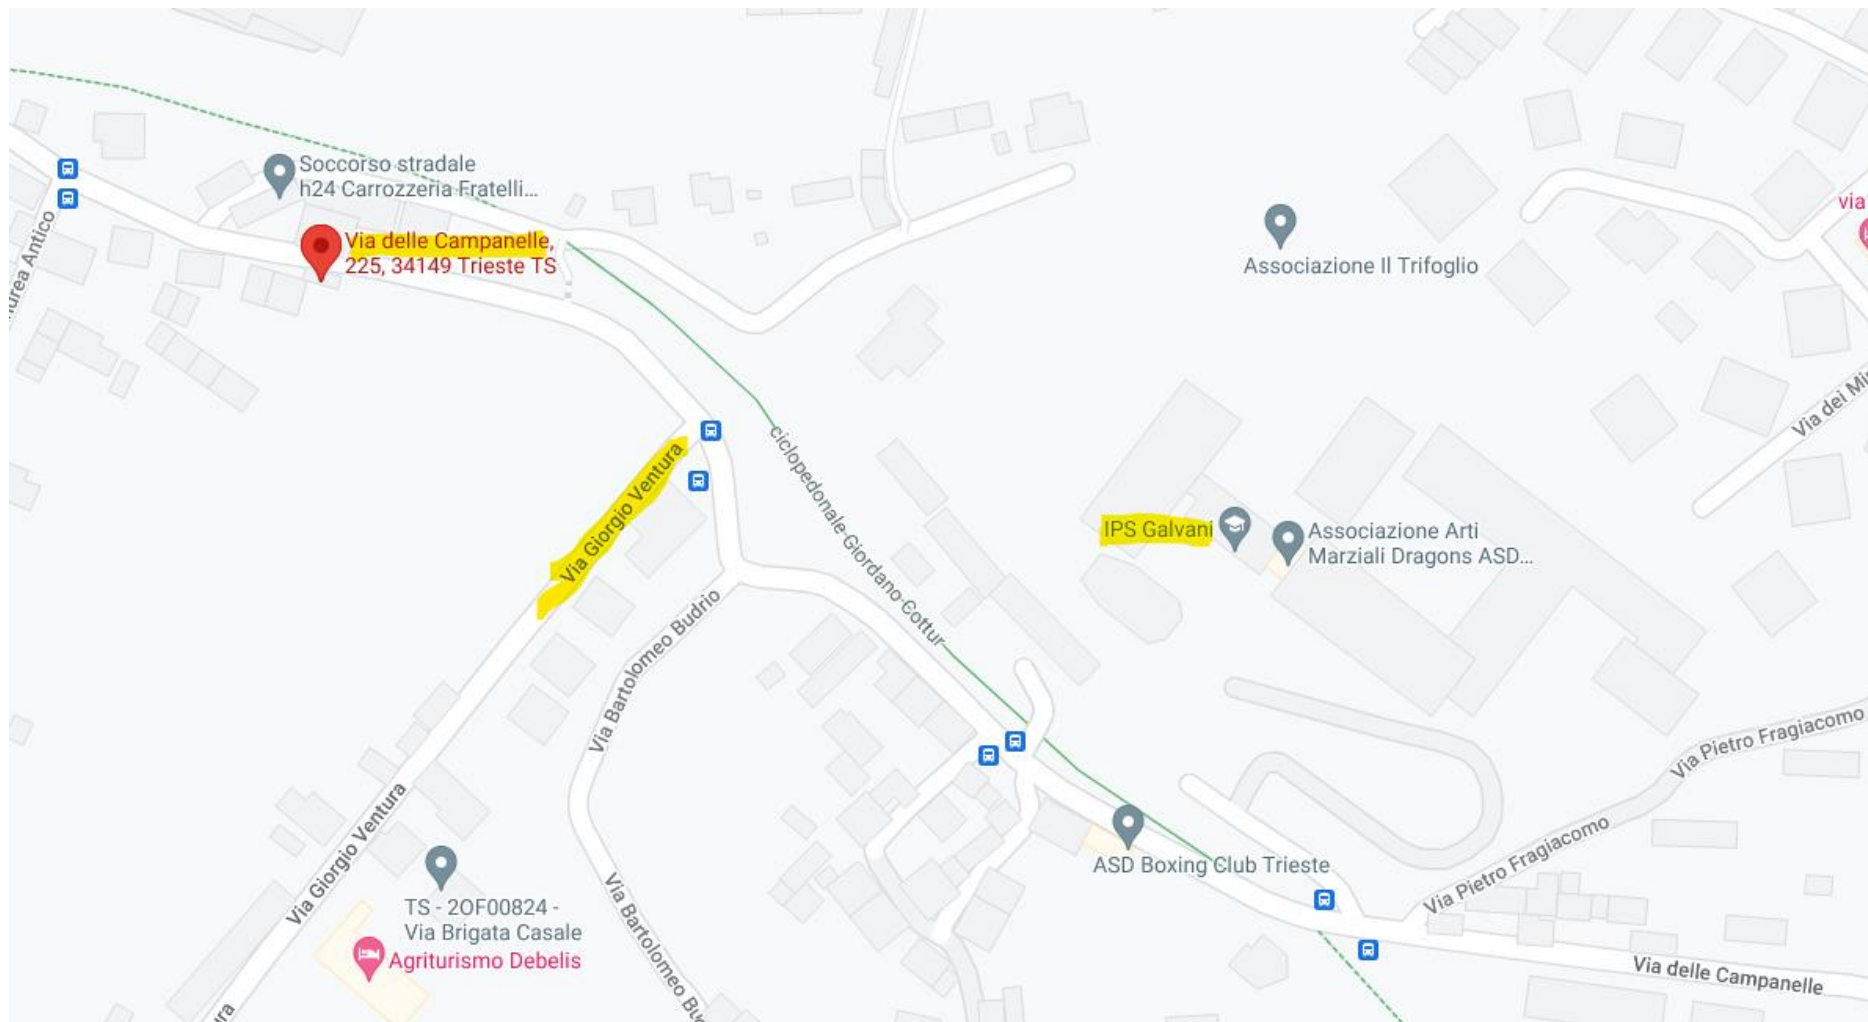 Soccorso stradale
h24 Carrozzeria Fratelli...
Via delle Campanelle,
225, 34149 Trieste TS
Andrea Antico
Associazione Il Trifoglio
via
Via dei Mir
ciclopedonale Giordano Cottur
Via Giorgio Ventura
IPS Galvani
Associazione Arti
Marziali Dragons ASD...
Via Bartolomeo Budrio
Via Pietro Fragiacomo
Via Giorgio Ventura
Via Pietro Fragiacomo
ASD Boxing Club Trieste
TS - 2OF00824 -
Via Brigata Casale
Agriturismo Debelis
Via Bartolomeo Bu
Via delle Campanelle